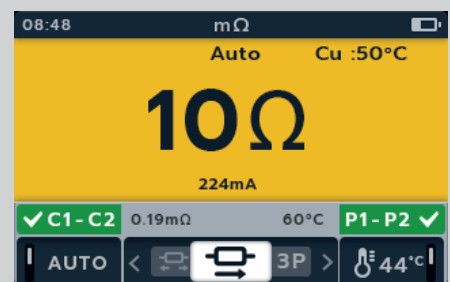 08:48 mΩ
Auto Cu :50°C
10Ω
224mA
C1-C2 0.19mΩ 60°C P1-P2
AUTO < 3P > 44°C